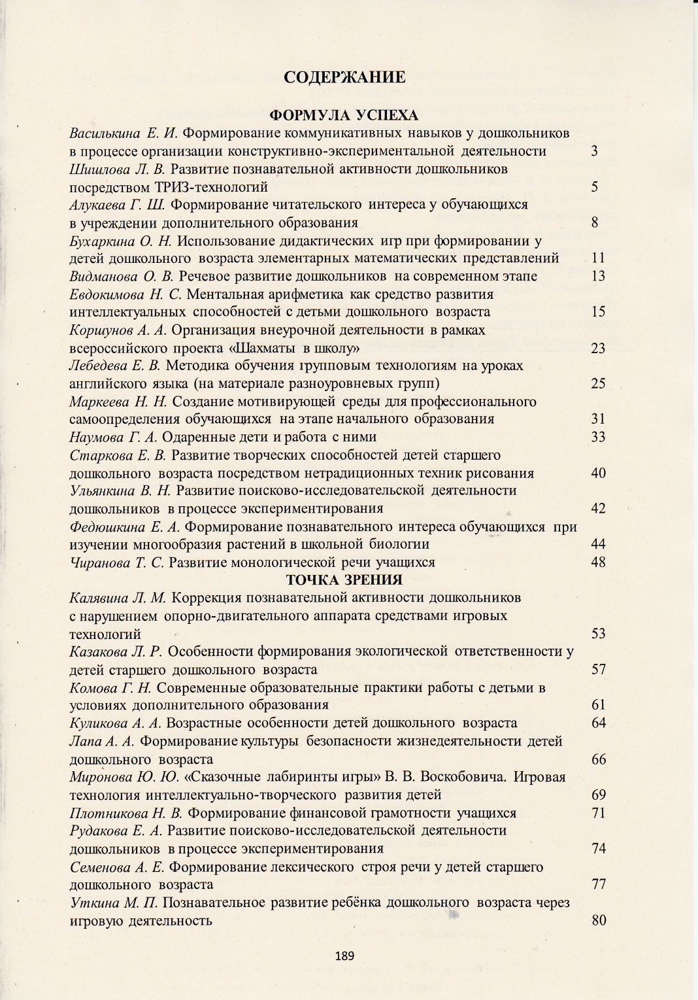 СОДЕРЖАНИЕ
ФОРМУЛА УСПЕХА
Василькина Е. И. Формирование коммуникативных навыков у дошкольников
в процессе организации конструктивно-экспериментальной деятельности 3
Шишлова Л. В. Развитие познавательной активности дошкольников
посредством ТРИЗ-технологий 5
Алукаева Г. Ш. Формирование читательского интереса у обучающихся
в учреждении дополнительного образования 8
Бухаркина О. Н. Использование дидактических игр при формировании у
детей дошкольного возраста элементарных математических представлений 11
Видманова О. В. Речевое развитие дошкольников на современном этапе 13
Евдокимова Н. С. Ментальная арифметика как средство развития
интеллектуальных способностей с детьми дошкольного возраста 15
Коршунов А. А. Организация внеурочной деятельности в рамках
всероссийского проекта «Шахматы в школу» 23
Лебедева Е. В. Методика обучения групповым технологиям на уроках
английского языка (на материале разноуровневых групп) 25
Маркеева Н. Н. Создание мотивирующей среды для профессионального
самоопределения обучающихся на этапе начального образования 31
Наумова Г. А. Одаренные дети и работа с ними 33
Старкова Е. В. Развитие творческих способностей детей старшего
дошкольного возраста посредством нетрадиционных техник рисования 40
Ульянкина В. Н. Развитие поисково-исследовательской деятельности
дошкольников в процессе экспериментирования 42
Федюшкина Е. А. Формирование познавательного интереса обучающихся при
изучении многообразия растений в школьной биологии 44
Чиранова Т. С. Развитие монологической речи учащихся 48
ТОЧКА ЗРЕНИЯ
Калявина Л. М. Коррекция познавательной активности дошкольников
с нарушением опорно-двигательного аппарата средствами игровых
технологий 53
Казакова Л. Р. Особенности формирования экологической ответственности у
детей старшего дошкольного возраста 57
Комова Г. Н. Современные образовательные практики работы с детьми в
условиях дополнительного образования 61
Куликова А. А. Возрастные особенности детей дошкольного возраста 64
Лапа А. А. Формирование культуры безопасности жизнедеятельности детей
дошкольного возраста 66
Миронова Ю. Ю. «Сказочные лабиринты игры» В. В. Воскобовича. Игровая
технология интеллектуально-творческого развития детей 69
Плотникова Н. В. Формирование финансовой грамотности учащихся 71
Рудакова Е. А. Развитие поисково-исследовательской деятельности
дошкольников в процессе экспериментирования 74
Семенова А. Е. Формирование лексического строя речи у детей старшего
дошкольного возраста 77
Уткина М. П. Познавательное развитие ребёнка дошкольного возраста через
игровую деятельность 80
189